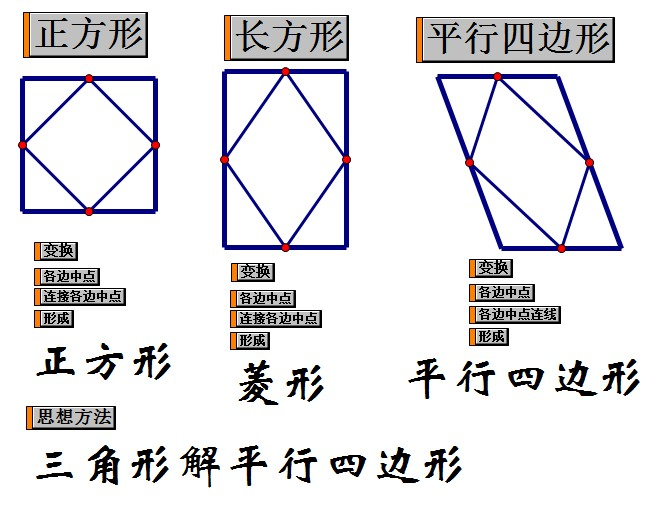 正方形
长方形
平行四边形
变换
各边中点
连接各边中点
形成
正方形
变换
各边中点
连接各边中点
形成
菱形
变换
各边中点
各边中点连线
形成
平行四边形
思想方法
三角形解平行四边形